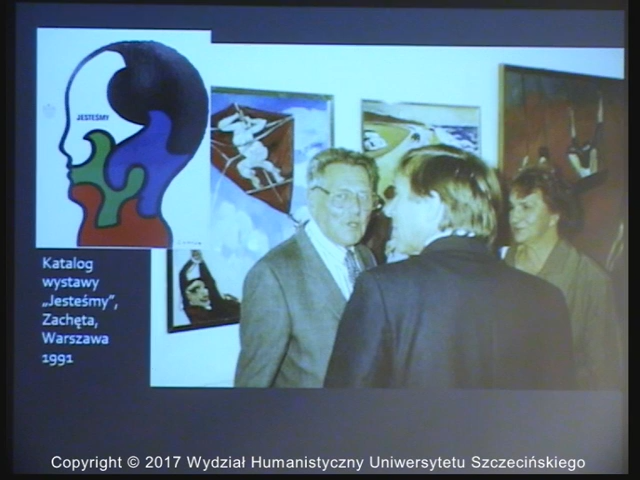 JESTEŚMY
Katalog
wystawy
„Jesteśmy”,
Zachęta,
Warszawa
1991
Copyright © 2017 Wydział Humanistyczny Uniwersytetu Szczecińskiego